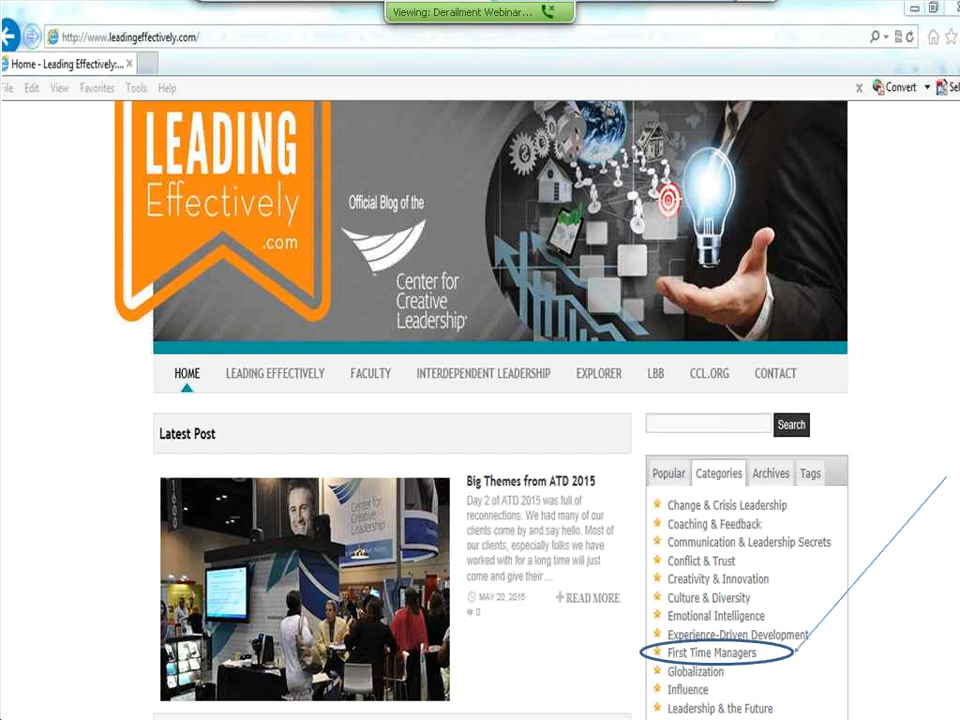 Viewing: Derailment Webinar...
http://www.leadingeffectively.com/
Home - Leading Effectively:...
File Edit View Favorites Tools Help
x Convert Sel
LEADING
Effectively
.com
Official Blog of the
Center for
Creative
Leadership
HOME LEADING EFFECTIVELY FACULTY INTERDEPENDENT LEADERSHIP EXPLORER LBB CCL.ORG CONTACT
Latest Post
Search
Big Themes from ATD 2015
Day 2 of ATD 2015 was full of
reconnections. We had many of our
clients come by and say hello. Most of
our clients, especially folks we have
worked with for a long time will just
come and give their...
MAY 20, 2015 READ MORE
0
1600
Center for
Creative
Leadership
Popular Categories Archives Tags
Change & Crisis Leadership
Coaching & Feedback
Communication & Leadership Secrets
Conflict & Trust
Creativity & Innovation
Culture & Diversity
Emotional Intelligence
Experience-Driven Development
First Time Managers
Globalization
Influence
Leadership & the Future